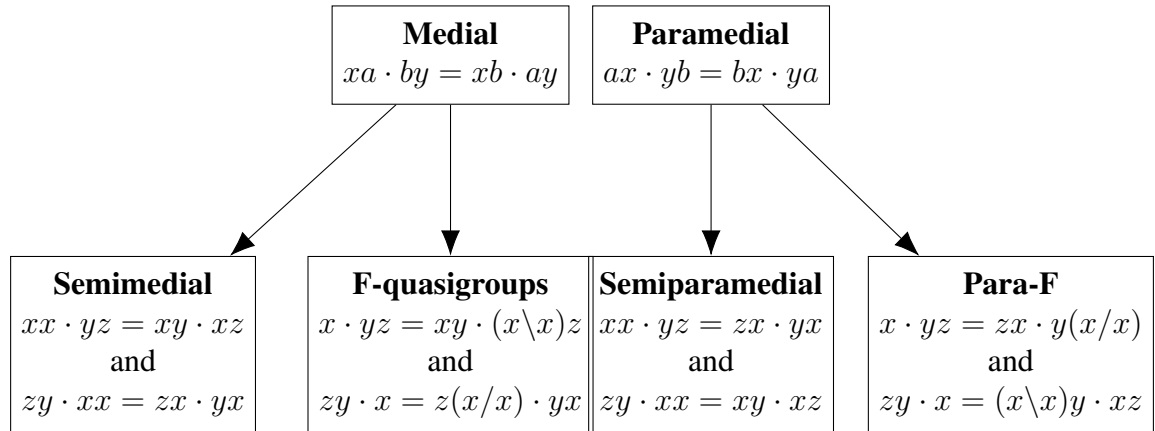 Medial
xa · by = xb · ay
Paramedial
ax · yb = bx · ya
Semimedial
xx · yz = xy · xz
and
zy · xx = zx · yx
F-quasigroups
x · yz = xy · (x\x)z
and
zy · x = z(x/x) · yx
Semiparamedial
xx · yz = zx · yx
and
zy · xx = xy · xz
Para-F
x · yz = zx · y(x/x)
and
zy · x = (x\x)y · xz